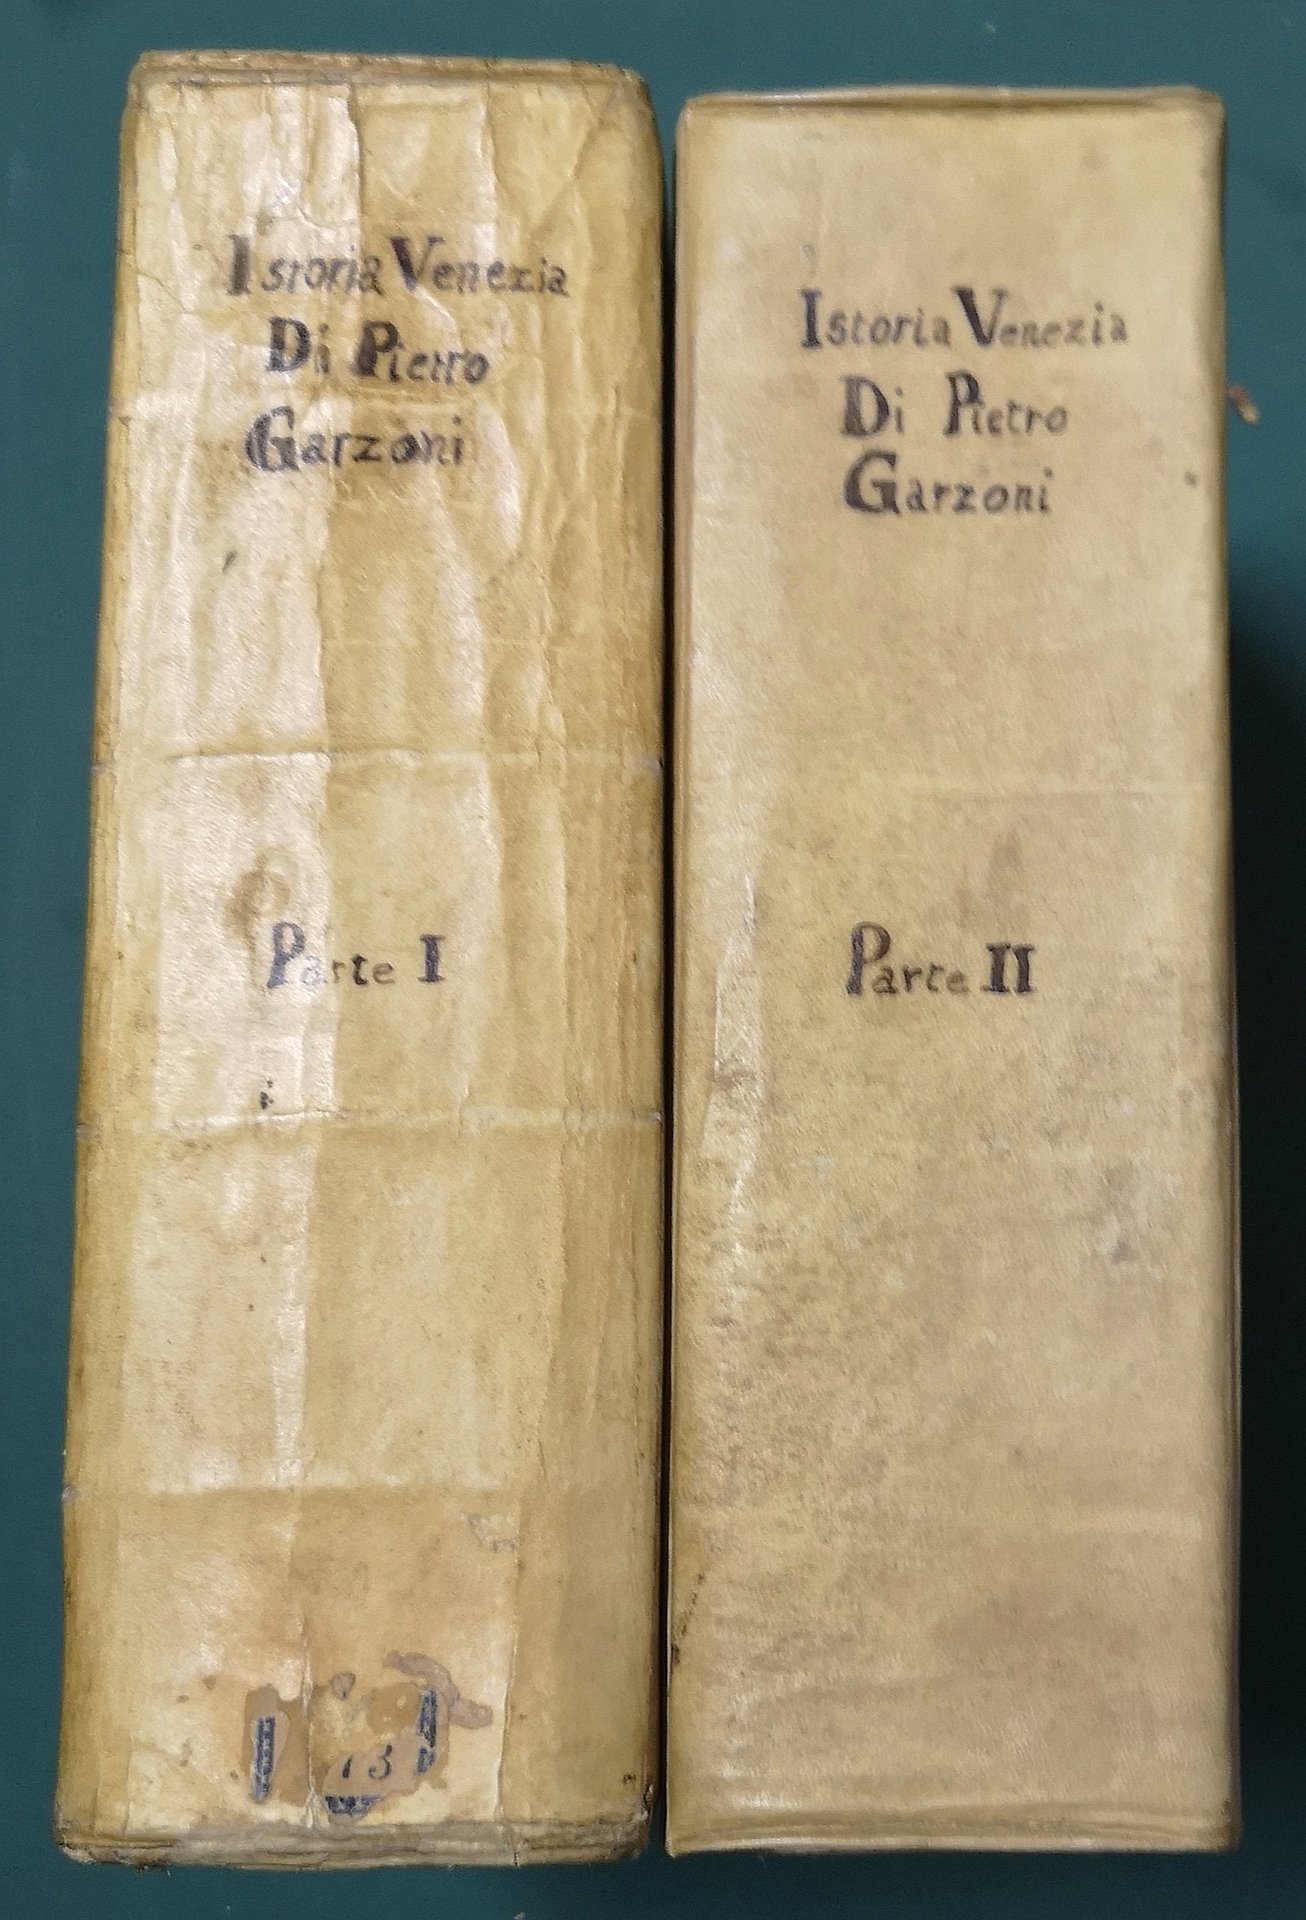 Istoria Venezia
Di Pietro
Garzoni
Parte I
13
Istoria Venezia
Di Pietro
Garzoni
Parte II